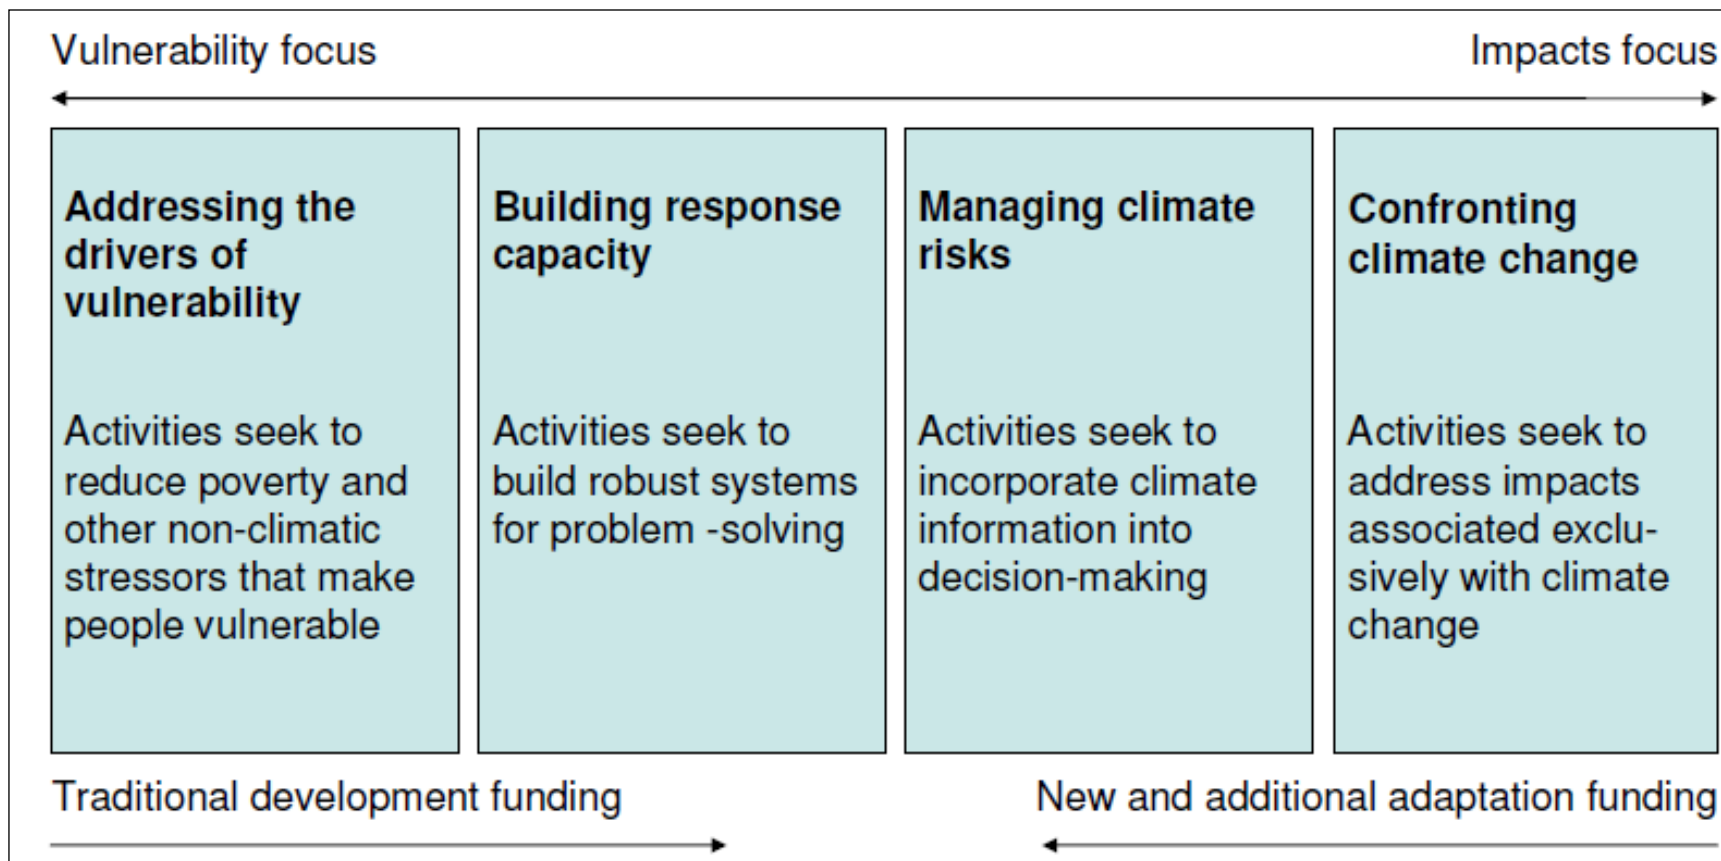 Vulnerability focus
Impacts focus
Addressing the
drivers of
vulnerability
Activities seek to
reduce poverty and
other non-climatic
stressors that make
people vulnerable
Building response
capacity
Activities seek to
build robust systems
for problem -solving
Managing climate
risks
Activities seek to
incorporate climate
information into
decision-making
Confronting
climate change
Activities seek to
address impacts
associated exclu-
sively with climate
change
Traditional development funding
New and additional adaptation funding